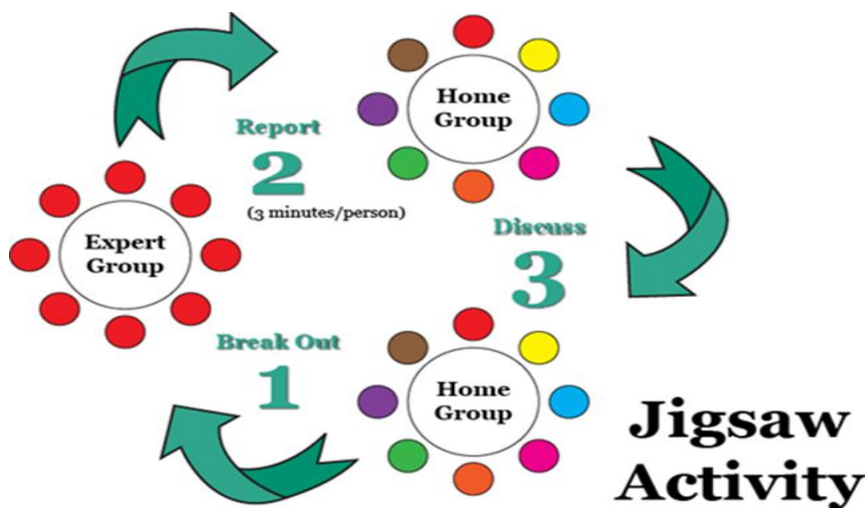 Home
Group
Report
2
(3 minutes/person)
Expert
Group
Discuss
3
Break Out
1
Home
Group
Jigsaw
Activity